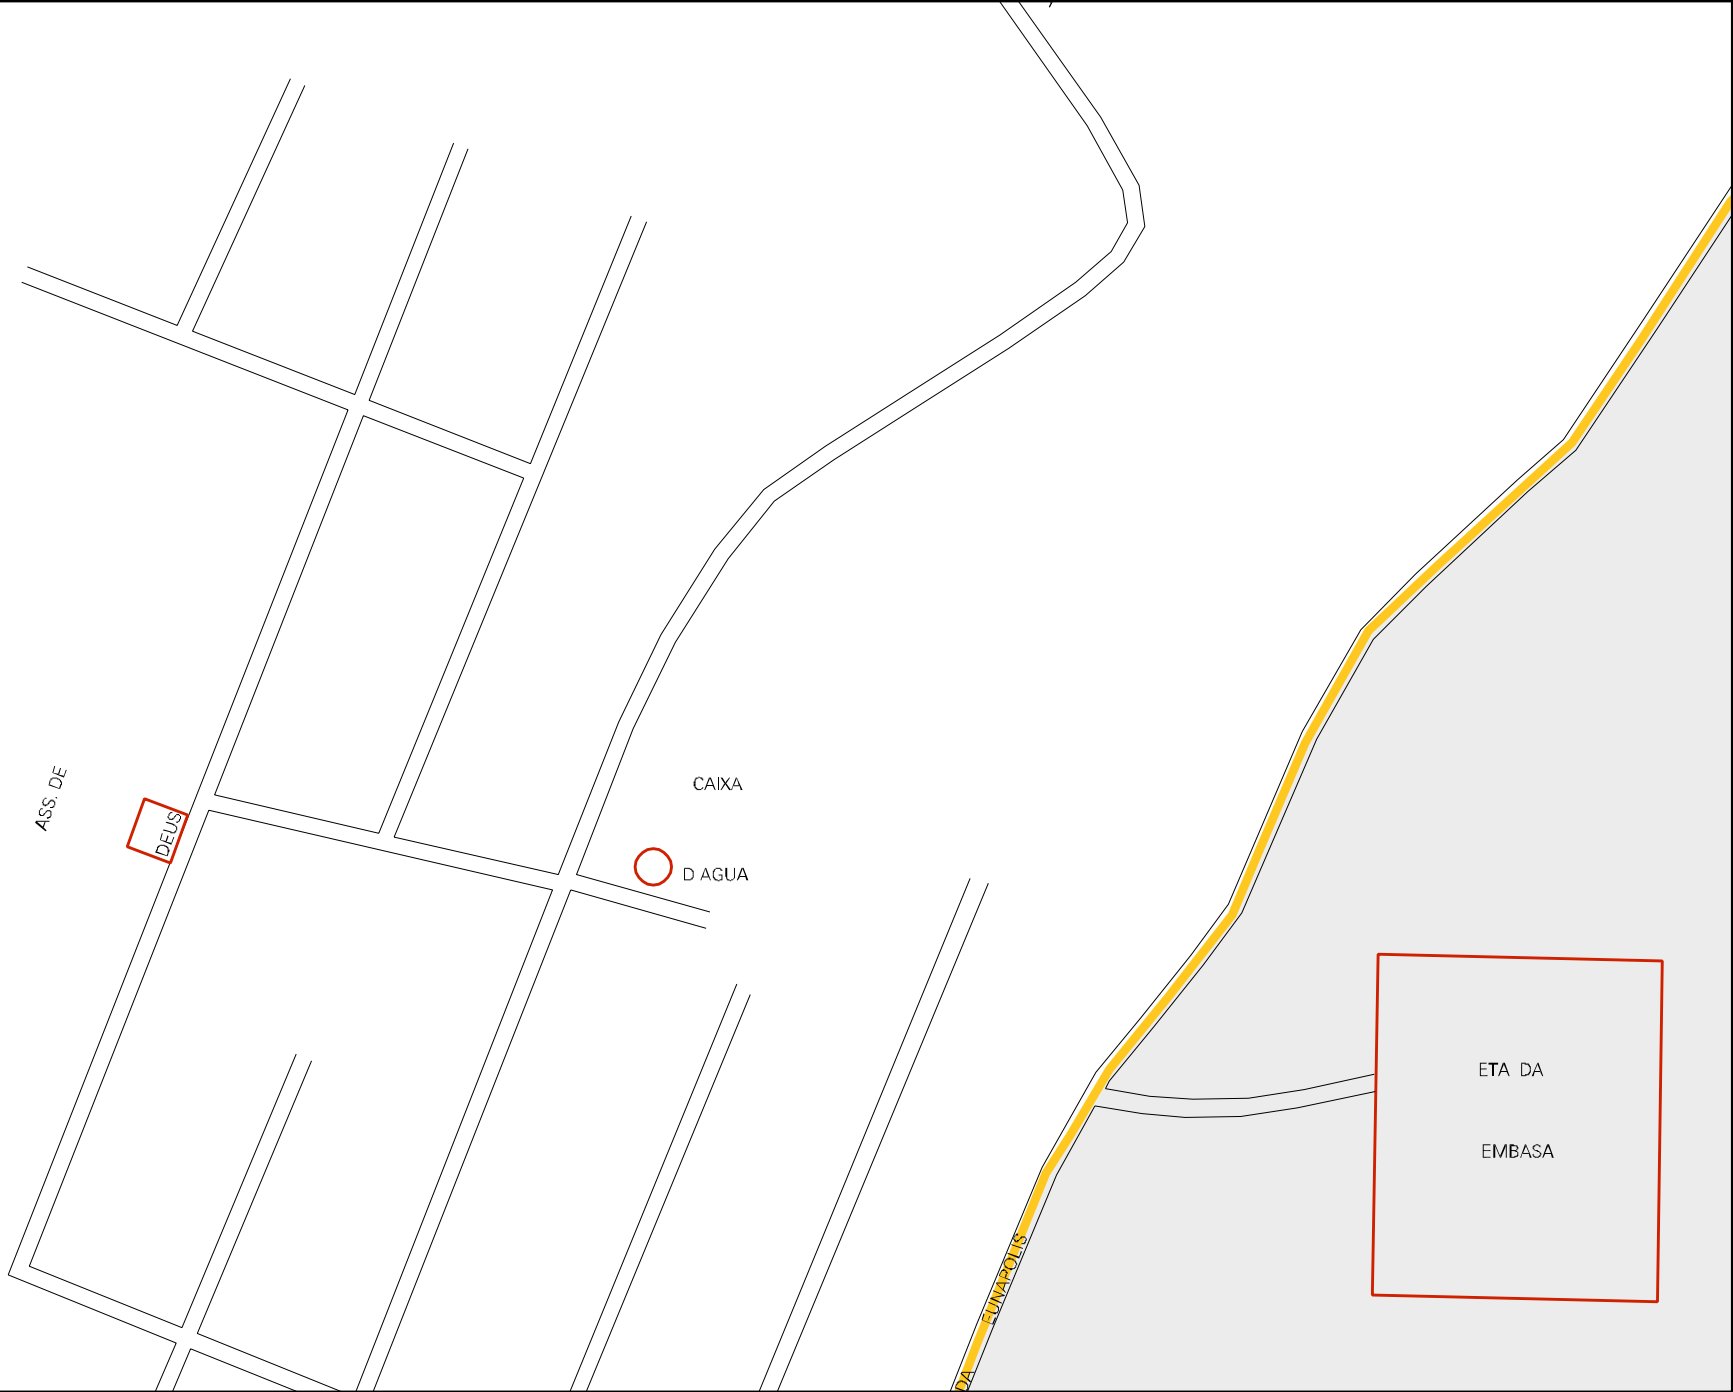 ASS. DE
DEUS
CAIXA
D AGUA
ETA DA
EMBASA
EUNAPOLIS
DA